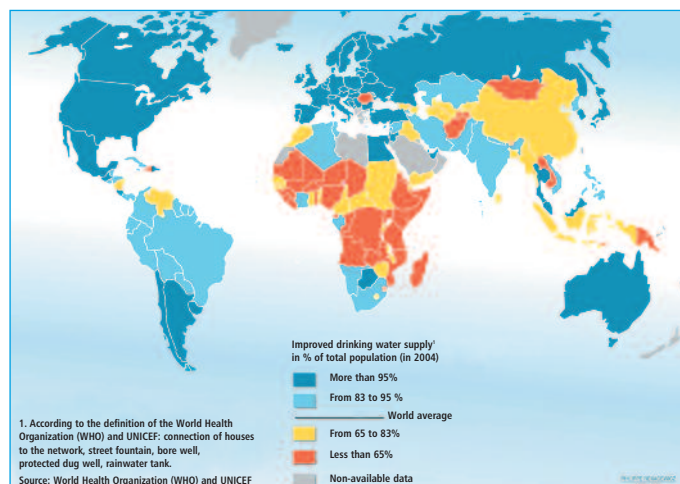 Improved drinking water supply¹
in % of total population (in 2004)
More than 95%
From 83 to 95 %
World average
From 65 to 83%
Less than 65%
Non-available data
1. According to the definition of the World Health
Organization (WHO) and UNICEF: connection of houses
to the network, street fountain, bore well,
protected dug well, rainwater tank.
Source: World Health Organization (WHO) and UNICEF